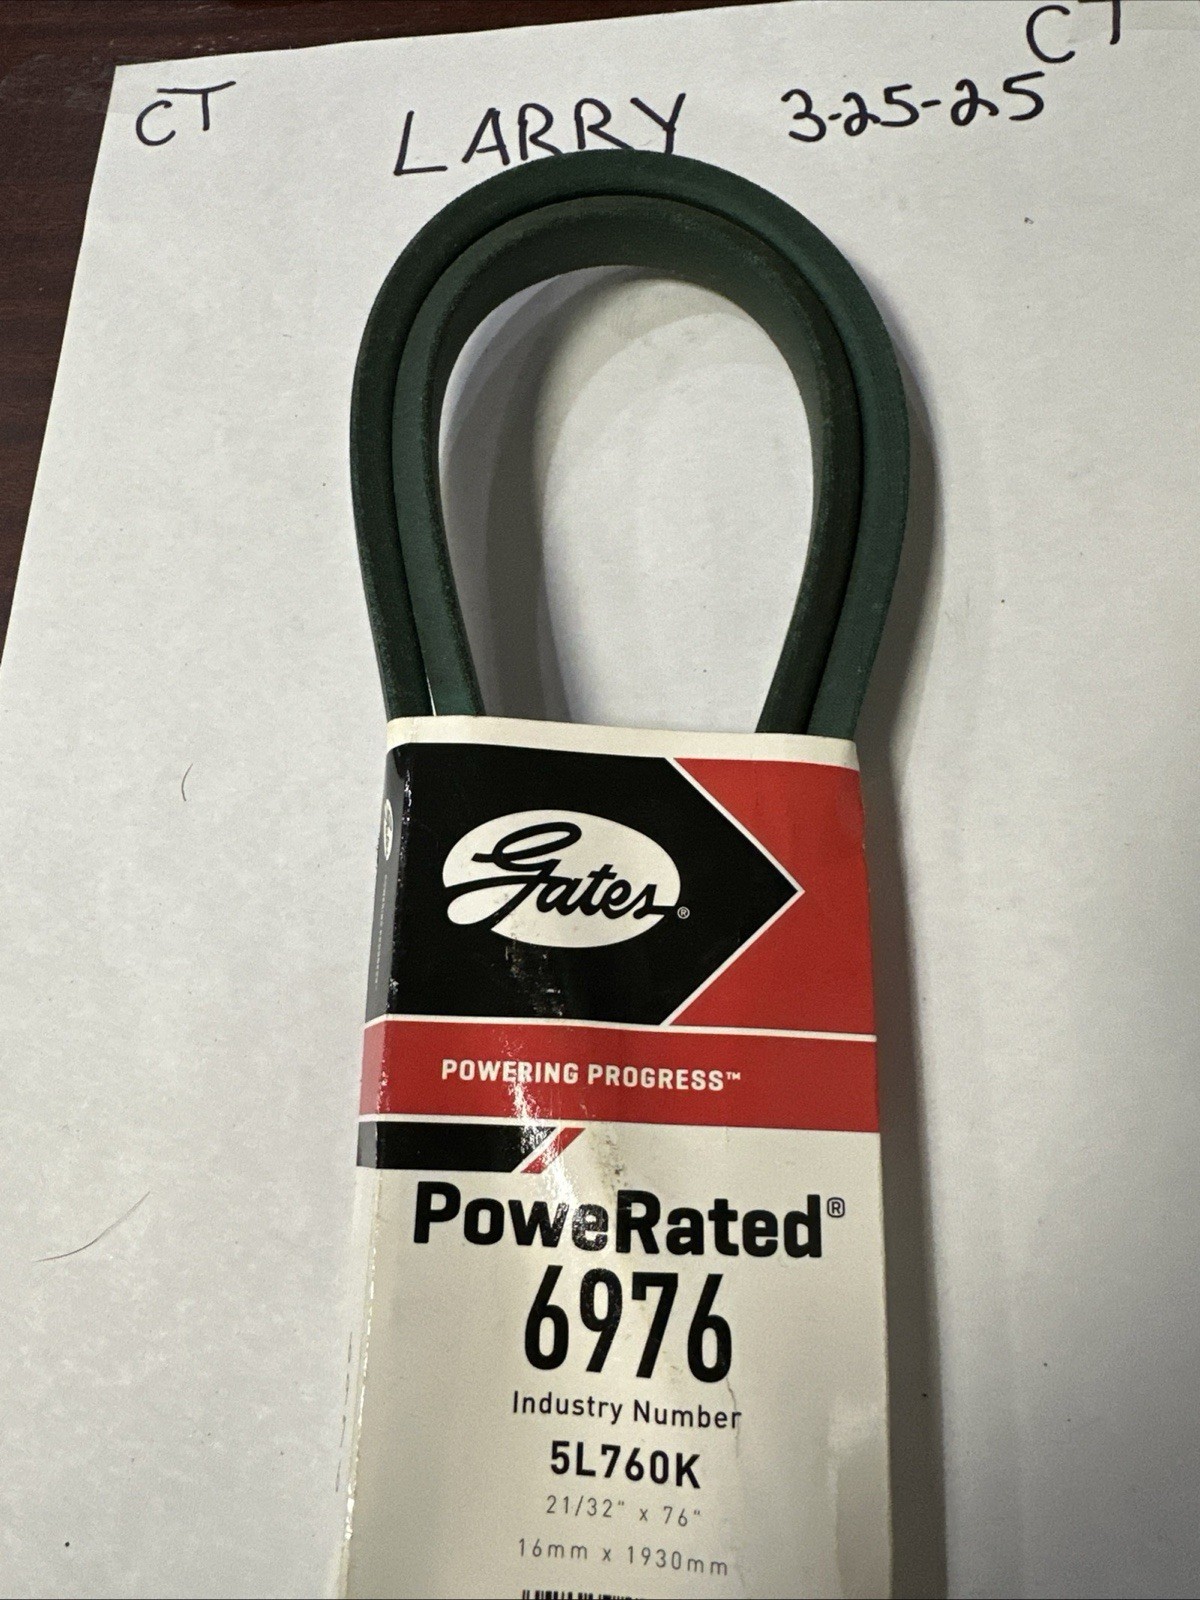 CT
CT
LARRY 3-25-25
Gates®
POWERING PROGRESS™
PoweRated®
6976
Industry Number
5L760K
21/32" x 76"
16mm x 1930mm